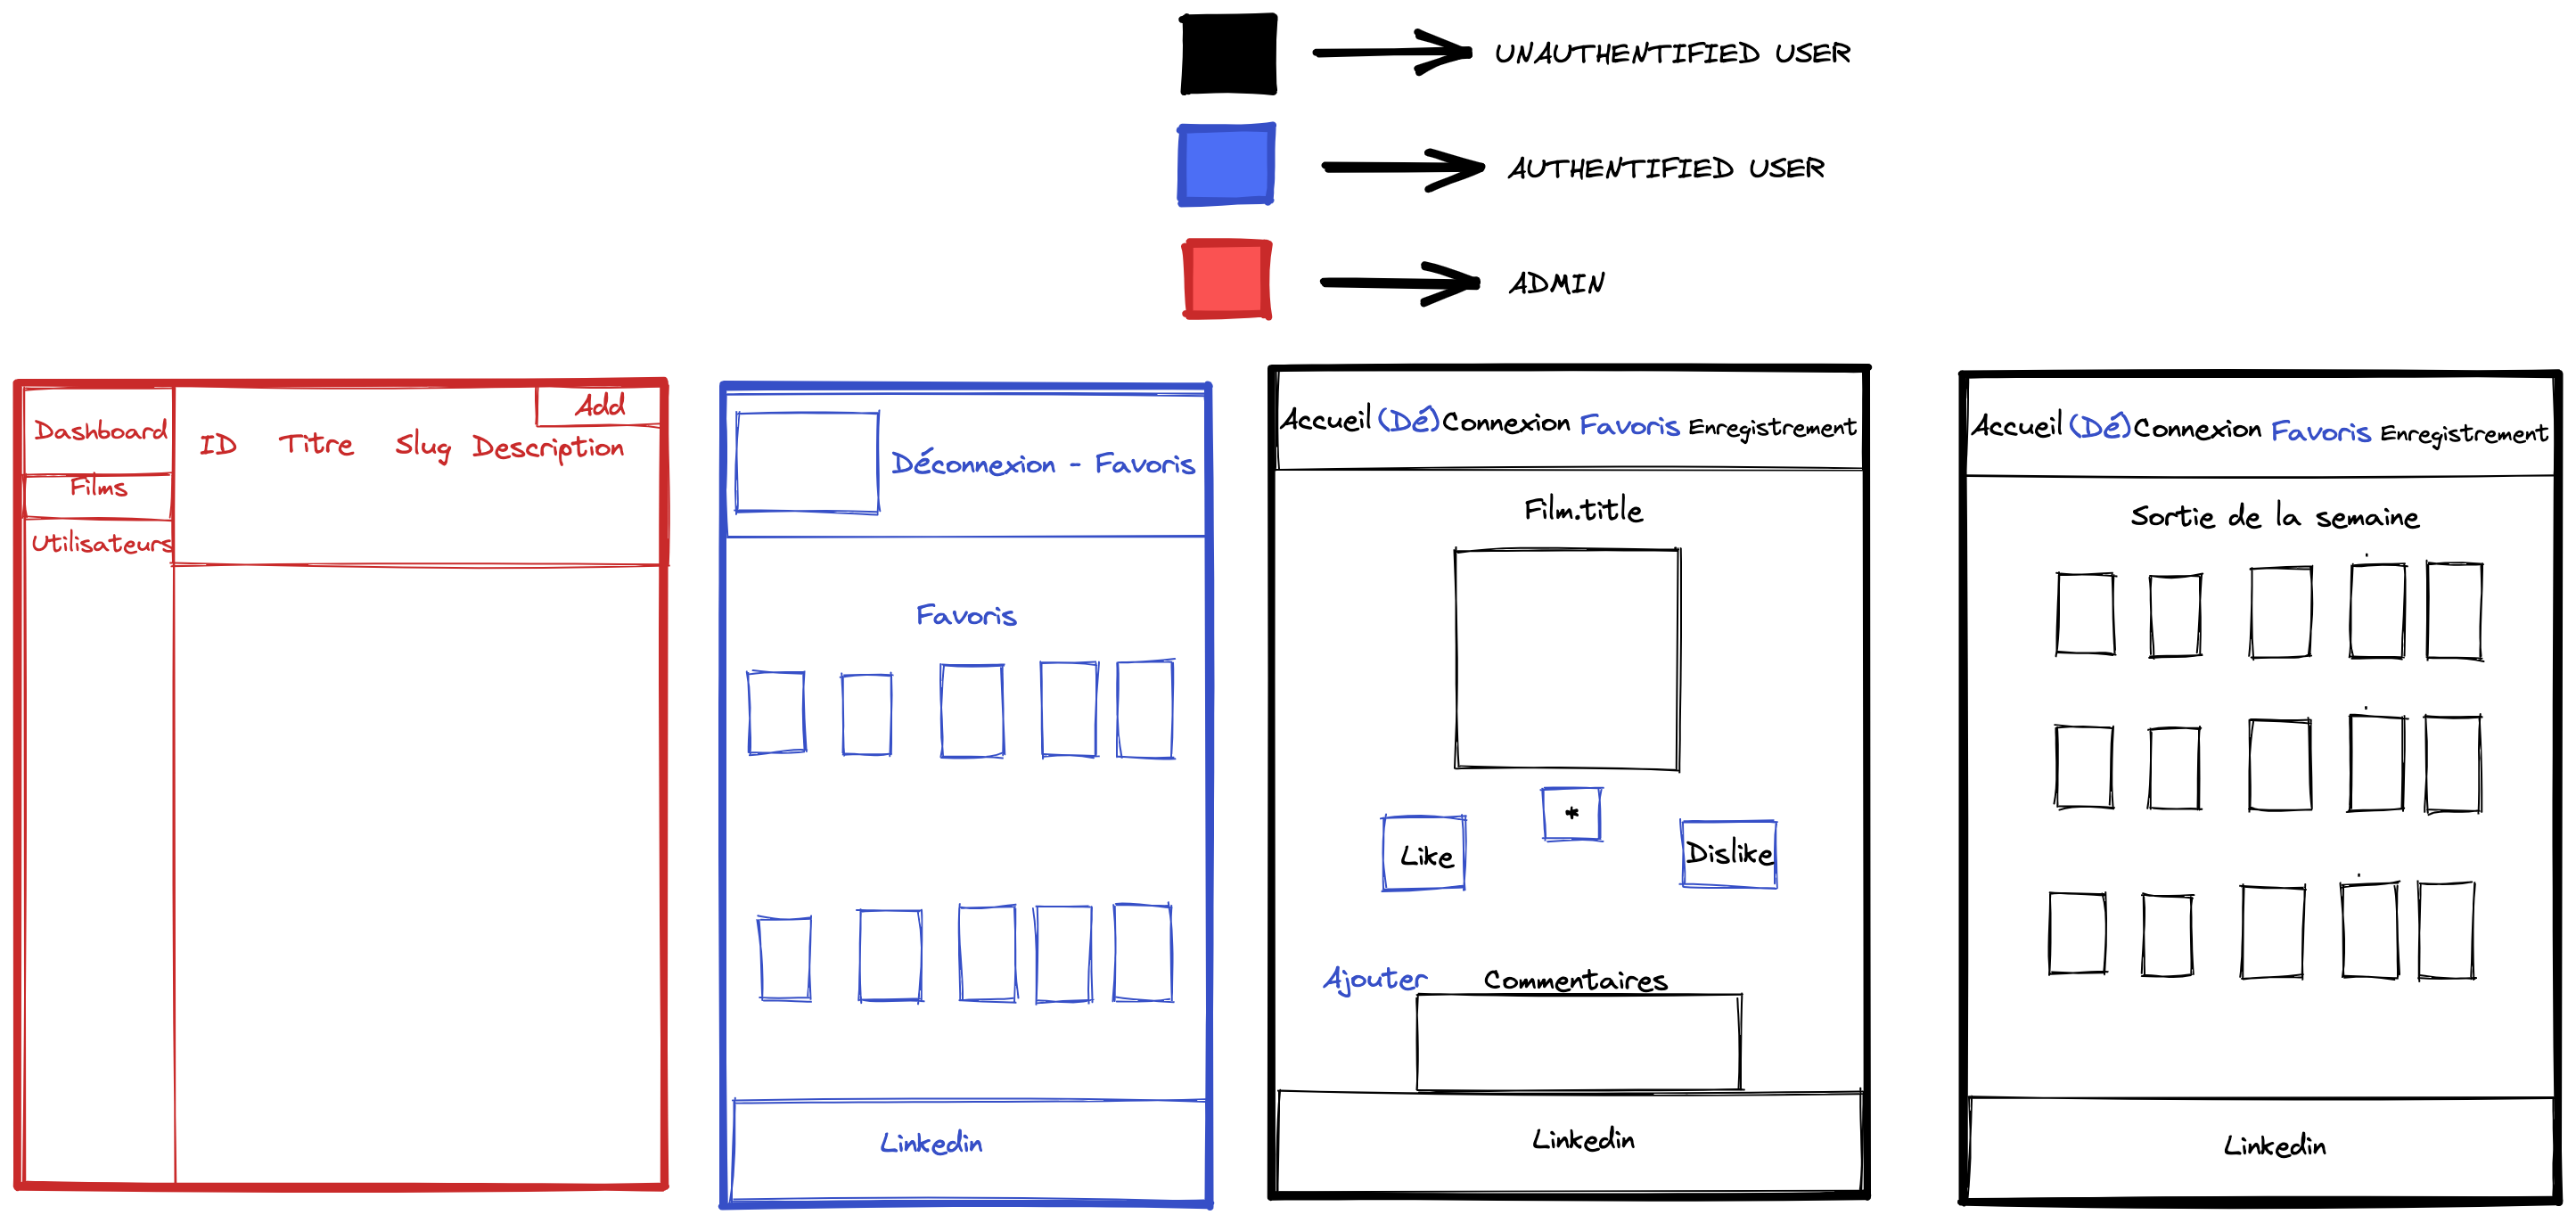 UNAUTHENTIFIED USER
AUTHENTIFIED USER
ADMIN
Dashboard
Films
Utilisateurs
Add
ID Titre Slug Description
Déconnexion - Favoris
Favoris
Linkedin
Accueil (Dé)Connexion Favoris Enregistrement
Film.title
*
Like
Dislike
Ajouter Commentaires
Linkedin
Accueil (Dé)Connexion Favoris Enregistrement
Sortie de la semaine
Linkedin